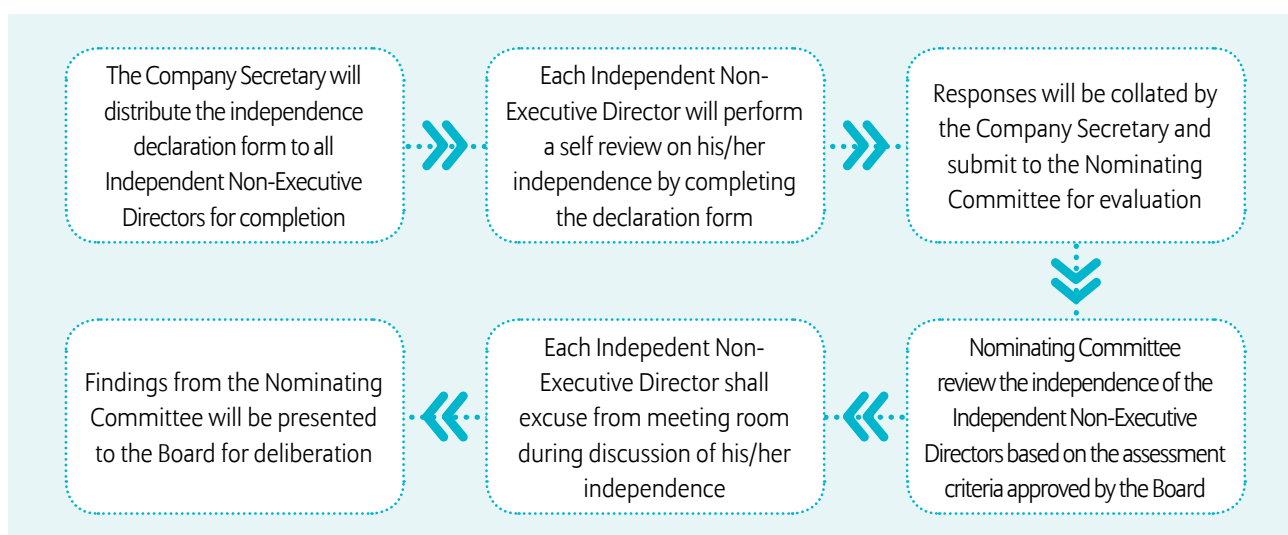 The Company Secretary will
distribute the independence
declaration form to all
Independent Non-Executive
Directors for completion
Each Independent Non-
Executive Director will perform
a self review on his/her
independence by completing
the declaration form
Responses will be collated by
the Company Secretary and
submit to the Nominating
Committee for evaluation
Nominating Committee
review the independence of the
Independent Non-Executive
Directors based on the assessment
criteria approved by the Board
Each Indepedent Non-
Executive Director shall
excuse from meeting room
during discussion of his/her
independence
Findings from the Nominating
Committee will be presented
to the Board for deliberation